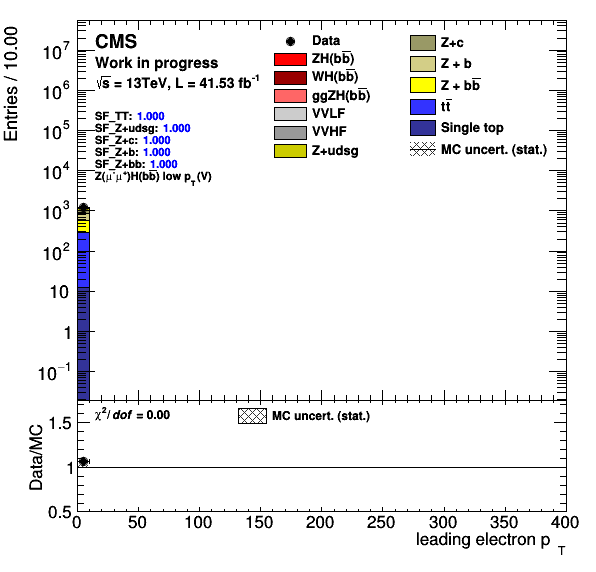 CMS
Work in progress
√s = 13TeV, L = 41.53 fb⁻¹
SF_TT: 1.000
SF_Z+udsg: 1.000
SF_Z+c: 1.000
SF_Z+b: 1.000
SF_Z+bb: 1.000
Z(μ⁻μ⁺)H(bb̅) low p_T(V)
Data
ZH(bb̅)
WH(bb̅)
ggZH(bb̅)
VVLF
VVHF
Z+udsg
Z+c
Z + b
Z + bb̅
tt̅
Single top
MC uncert. (stat.)
Entries / 10.00
10⁷
10⁶
10⁵
10⁴
10³
10²
10
1
10⁻¹
χ²/dof = 0.00
MC uncert. (stat.)
Data/MC
1.5
1
0.5
0 50 100 150 200 250 300 350 400
leading electron p_T